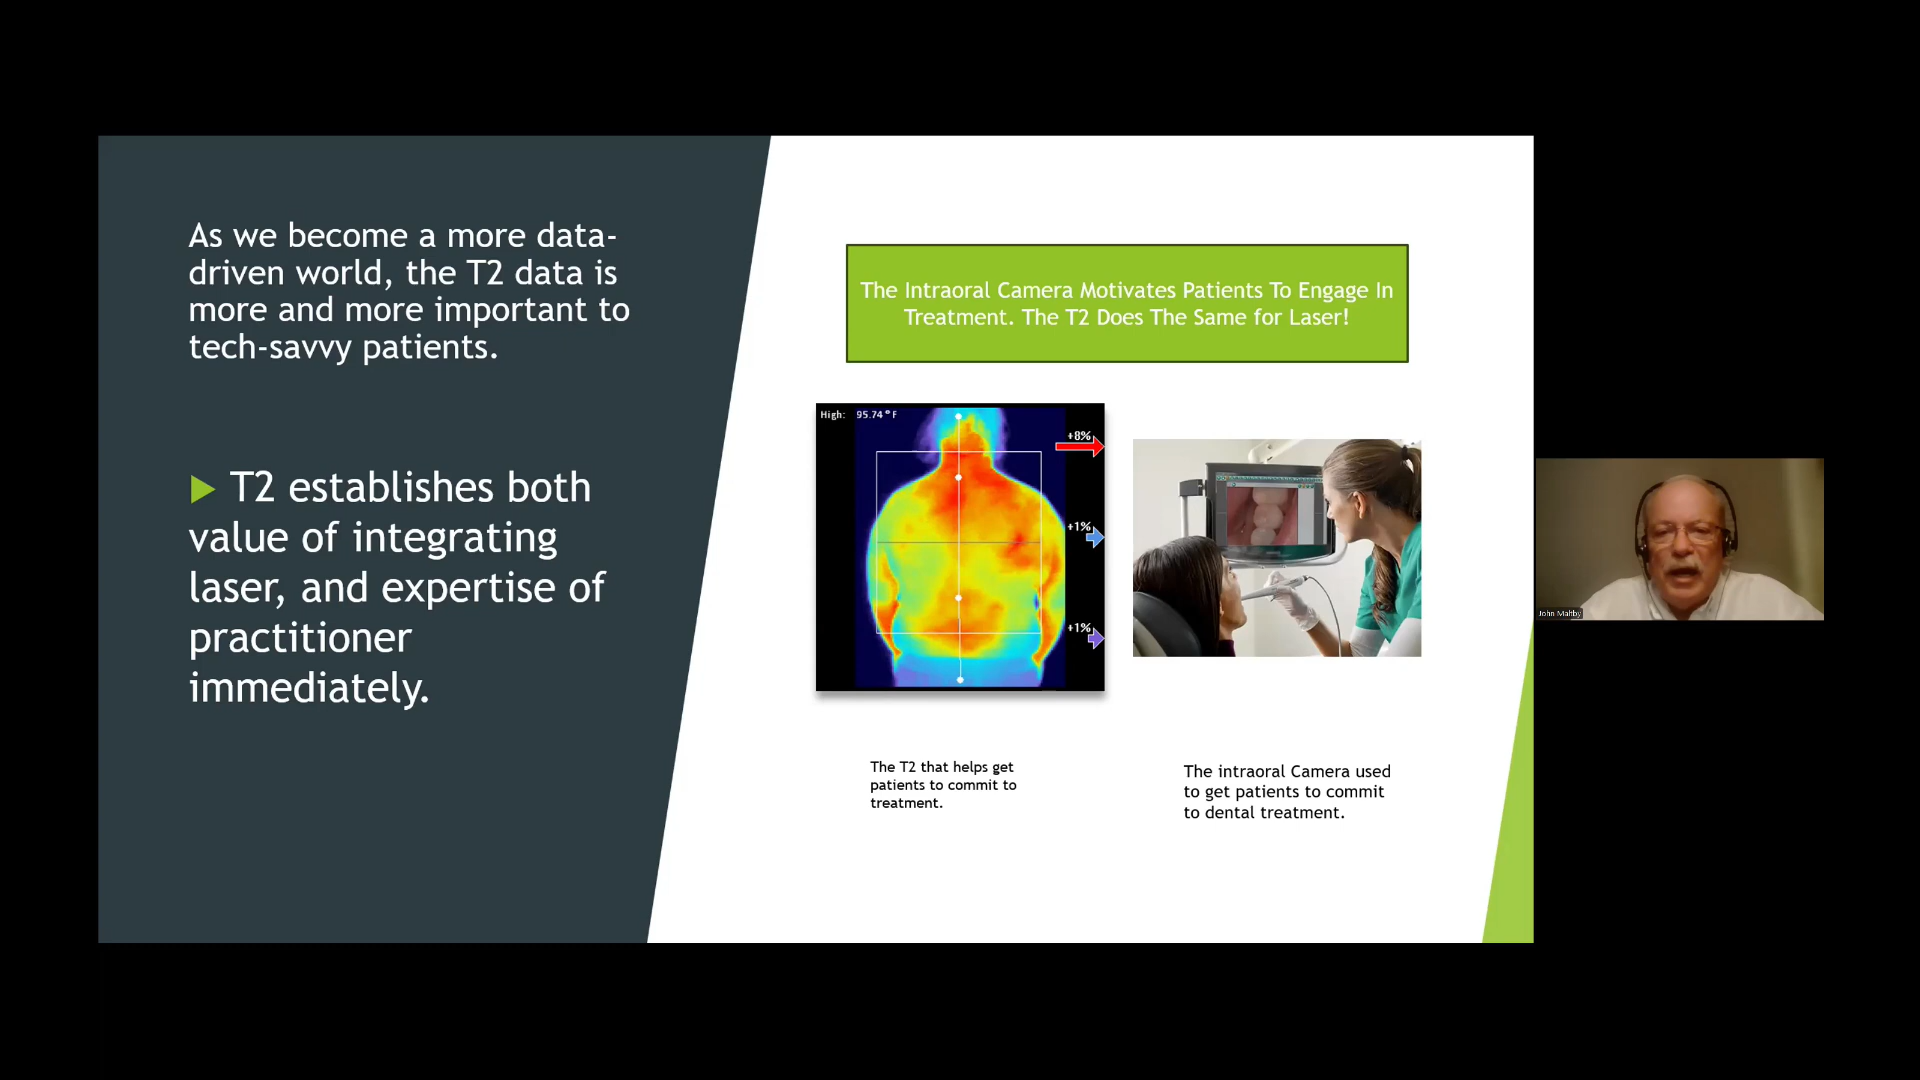 As we become a more data-
driven world, the T2 data is
more and more important to
tech-savvy patients.
T2 establishes both
value of integrating
laser, and expertise of
practitioner
immediately.
The Intraoral Camera Motivates Patients To Engage In
Treatment. The T2 Does The Same for Laser!
High: 95.74°F
+8%
+1%
+1%
The T2 that helps get
patients to commit to
treatment.
The intraoral Camera used
to get patients to commit
to dental treatment.
John Maltby